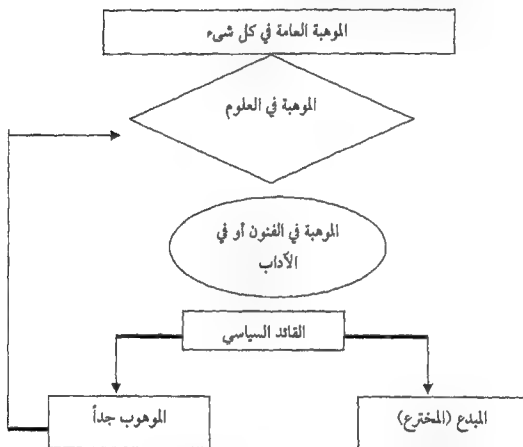 الموهبة العامة في كل شىء
الموهبة في العلوم
الموهبة في الفنون أو في
الآداب
القائد السياسي
المبدع (المخترع)
الموهوب جداً